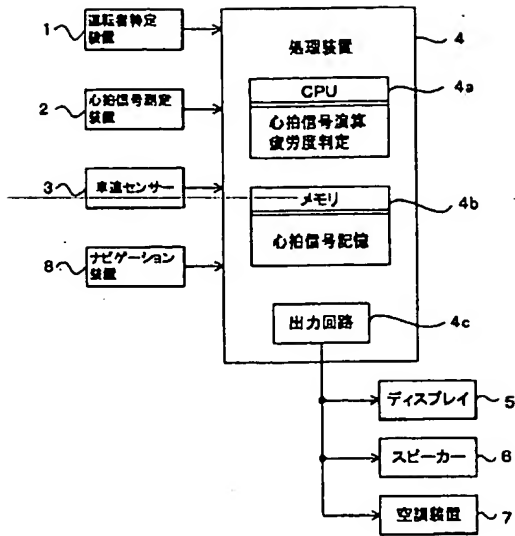 1
運転者特定
装置
2
心拍信号測定
装置
3
車速センサー
8
ナビゲーション
装置
処理装置
4
CPU
4a
心拍信号演算
疲労度判定
メモリ
4b
心拍信号記憶
出力回路
4c
ディスプレイ
5
スピーカー
6
空調装置
7